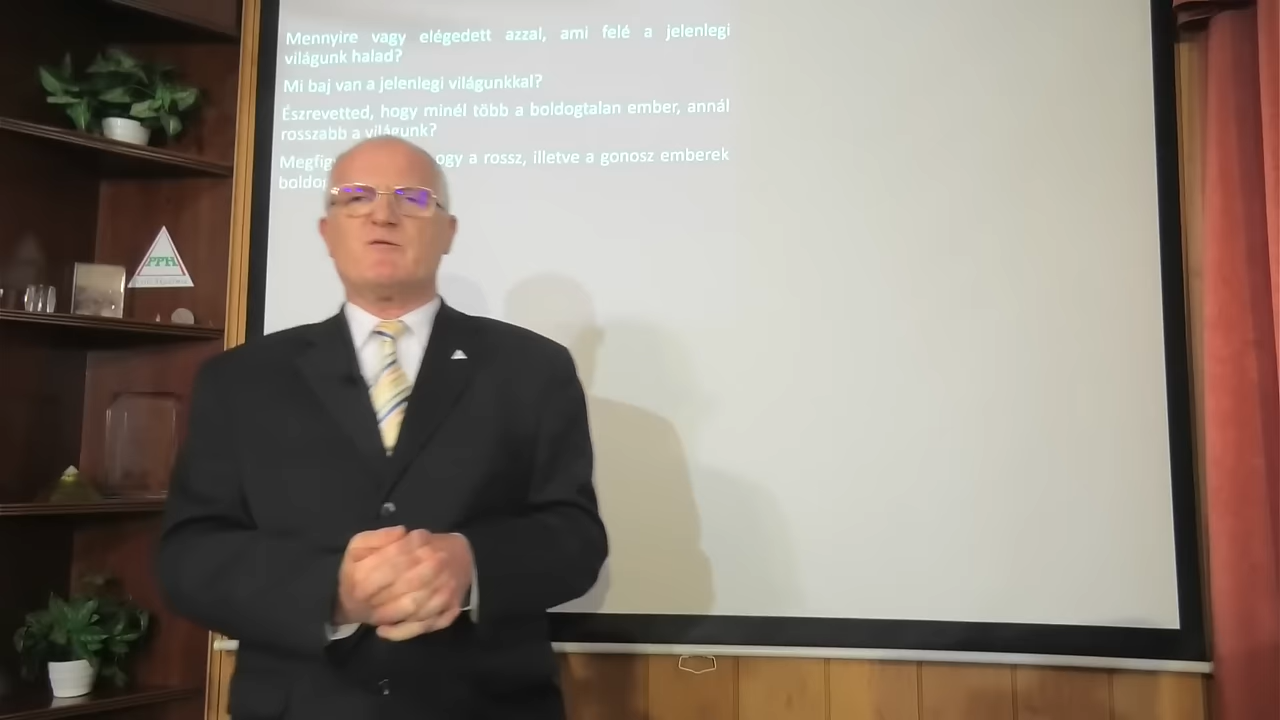 Mennyire vagy elégedett azzal, ami felé a jelenlegi
világunk halad?
Mi baj van a jelenlegi világunkkal?
Észrevetted, hogy minél több a boldogtalan ember, annál
rosszabb a világunk?
a rossz, illetve a gonosz emberek
PTH